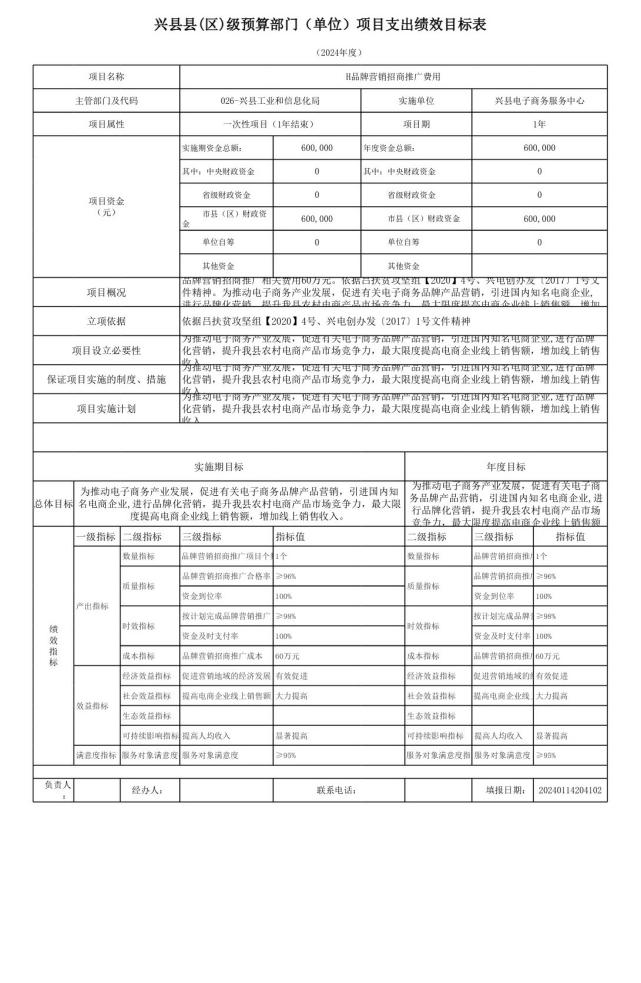 兴县县(区)级预算部门（单位）项目支出绩效目标表
（2024年度）
项目名称 H品牌营销招商推广费用
主管部门及代码 026-兴县工业和信息化局 实施单位 兴县电子商务服务中心
项目属性 一次性项目（1年结束） 项目期 1年
项目资金
（元）
实施期资金总额： 600,000 年度资金总额： 600,000
其中：中央财政资金 0 其中：中央财政资金 0
省级财政资金 0 省级财政资金 0
市县（区）财政资金 600,000 市县（区）财政资金 600,000
单位自筹 0 单位自筹 0
其他资金 其他资金
项目概况
品牌营销招商推广相关费用60万元。依据吕扶贫攻坚组【2020】4号、兴电创办发〔2017〕1号文
件精神。为推动电子商务产业发展，促进有关电子商务品牌产品营销，引进国内知名电商企业,
进行品牌化营销，提升我县农村电商产品市场竞争力，最大限度提高电商企业线上销售额，增加
立项依据 依据吕扶贫攻坚组【2020】4号、兴电创办发〔2017〕1号文件精神
项目设立必要性
为推动电子商务产业发展，促进有关电子商务品牌产品营销，引进国内知名电商企业,进行品牌
化营销，提升我县农村电商产品市场竞争力，最大限度提高电商企业线上销售额，增加线上销售
收入
保证项目实施的制度、措施
为推动电子商务产业发展，促进有关电子商务品牌产品营销，引进国内知名电商企业,进行品牌
化营销，提升我县农村电商产品市场竞争力，最大限度提高电商企业线上销售额，增加线上销售
收入
项目实施计划
为推动电子商务产业发展，促进有关电子商务品牌产品营销，引进国内知名电商企业,进行品牌
化营销，提升我县农村电商产品市场竞争力，最大限度提高电商企业线上销售额，增加线上销售
收入
实施期目标 年度目标
总体目标
为推动电子商务产业发展，促进有关电子商务品牌产品营销，引进国内知
名电商企业,进行品牌化营销，提升我县农村电商产品市场竞争力，最大限
度提高电商企业线上销售额，增加线上销售收入。
为推动电子商务产业发展，促进有关电子商
务品牌产品营销，引进国内知名电商企业,进
行品牌化营销，提升我县农村电商产品市场
竞争力，最大限度提高电商企业线上销售额
绩效指标
一级指标 二级指标 三级指标 指标值 二级指标 三级指标 指标值
产出指标
数量指标 品牌营销招商推广项目个 1个 数量指标 品牌营销招商推 1个
质量指标 品牌营销招商推广合格率 ≥96% 质量指标 品牌营销招商推 ≥96%
资金到位率 100% 资金到位率 100%
时效指标 按计划完成品牌营销推广 ≥98% 时效指标 按计划完成品牌 ≥98%
资金及时支付率 100% 资金及时支付率 100%
成本指标 品牌营销招商推广成本 60万元 成本指标 品牌营销招商推 60万元
效益指标
经济效益指标 促进营销地域的经济发展 有效促进 经济效益指标 促进营销地域的 有效促进
社会效益指标 提高电商企业线上销售额 大力提高 社会效益指标 提高电商企业线 大力提高
生态效益指标 生态效益指标
可持续影响指标 提高人均收入 显著提高 可持续影响指标 提高人均收入 显著提高
满意度指标 服务对象满意度 服务对象满意度 ≥95% 服务对象满意度指 服务对象满意度 ≥95%
负责人： 经办人： 联系电话： 填报日期： 20240114204102